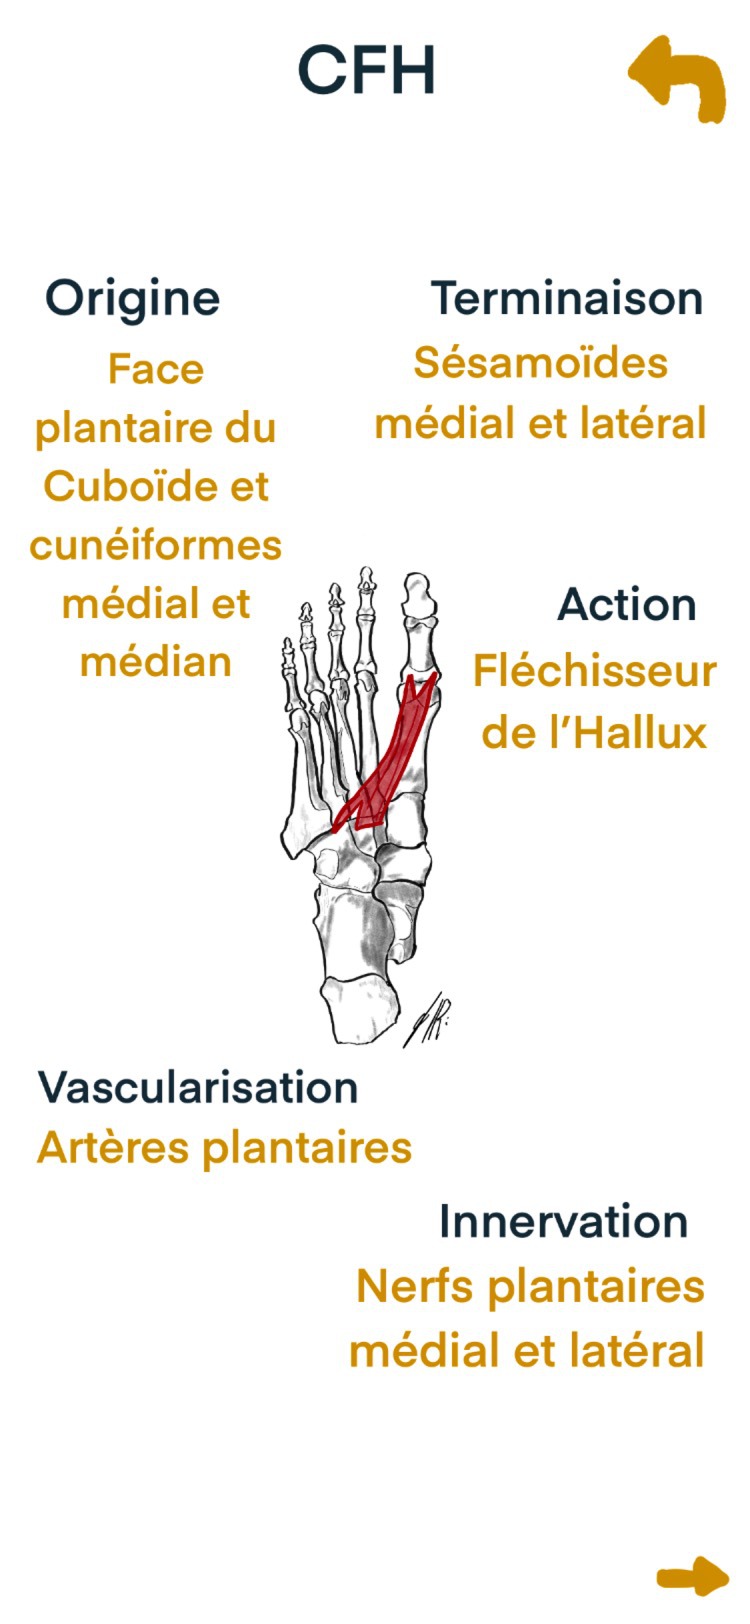 CFH
Origine
Face
plantaire du
Cuboïde et
cunéiformes
médial et
médian
Terminaison
Sésamoïdes
médial et latéral
Action
Fléchisseur
de l’Hallux
Vascularisation
Artères plantaires
Innervation
Nerfs plantaires
médial et latéral